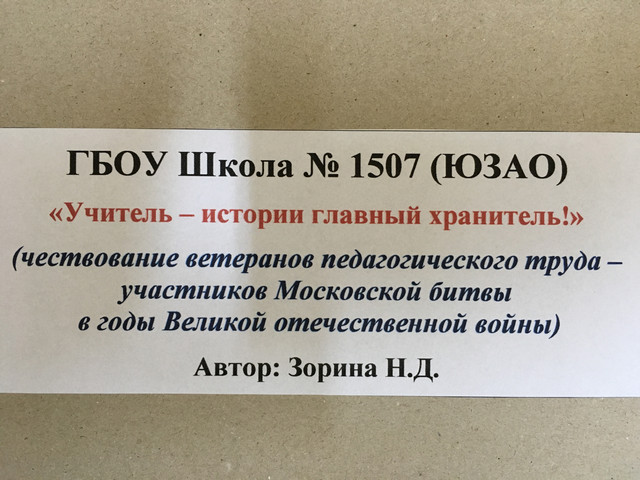 ГБОУ Школа № 1507 (ЮЗАО)
«Учитель – истории главный хранитель!»
(чествование ветеранов педагогического труда –
участников Московской битвы
в годы Великой отечественной войны)
Автор: Зорина Н.Д.